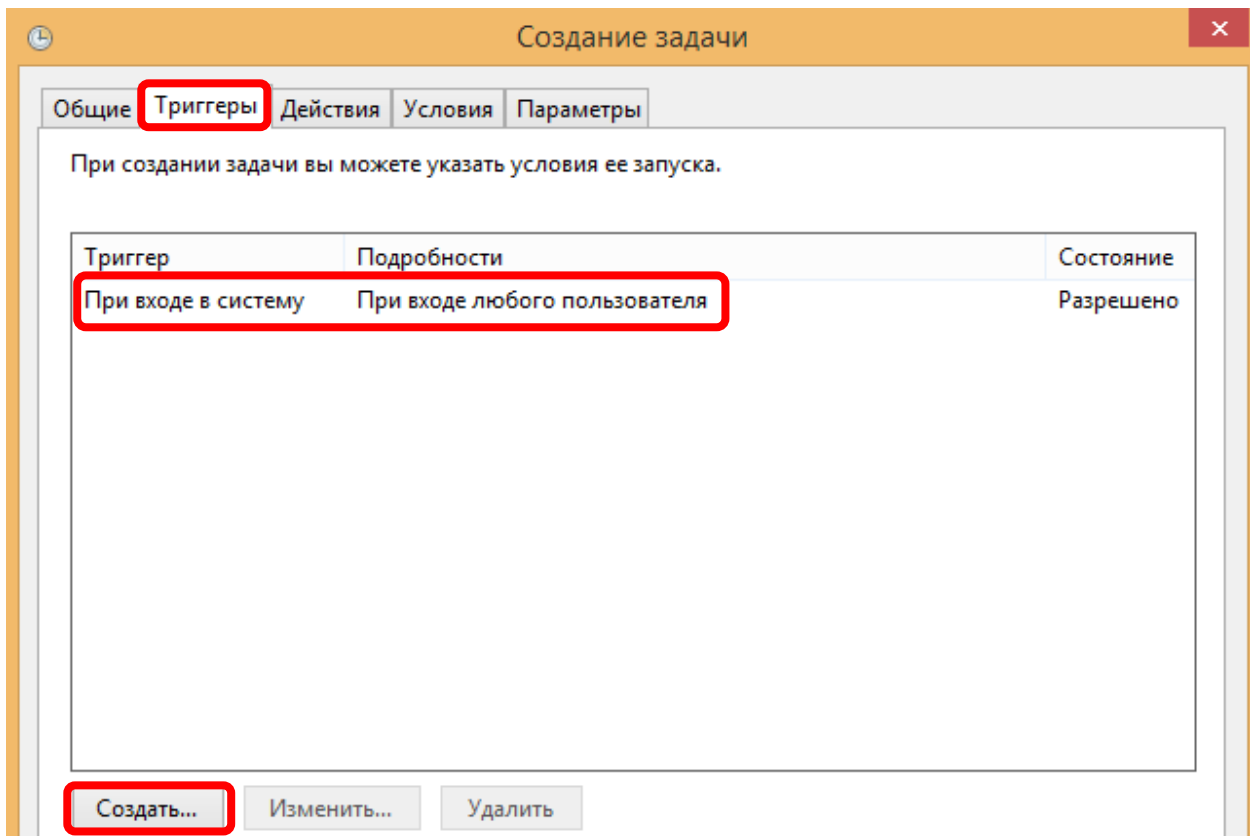 Создание задачи
Общие Триггеры Действия Условия Параметры
При создании задачи вы можете указать условия ее запуска.
Триггер Подробности Состояние
При входе в систему При входе любого пользователя Разрешено
Создать... Изменить... Удалить